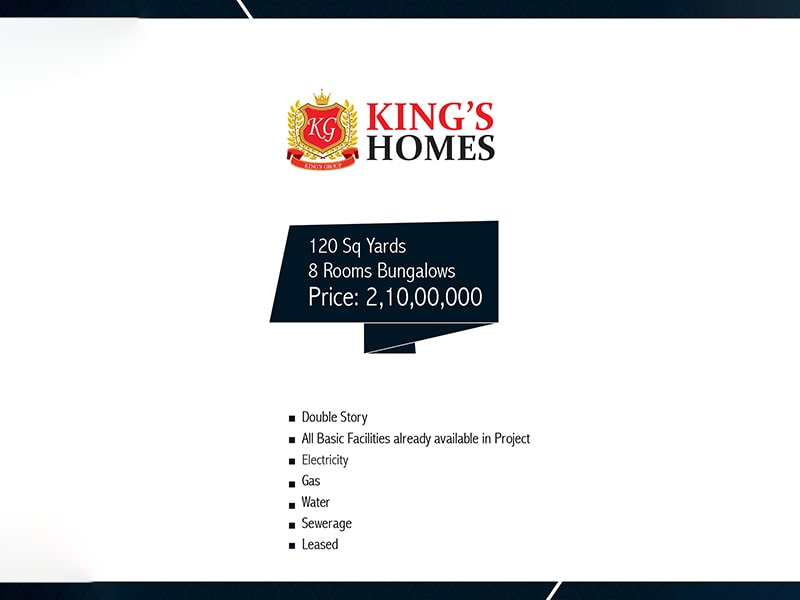 KG
KING'S GROUP
KING'S
HOMES
120 Sq Yards
8 Rooms Bungalows
Price: 2,10,00,000
Double Story
All Basic Facilities already available in Project
Electricity
Gas
Water
Sewerage
Leased